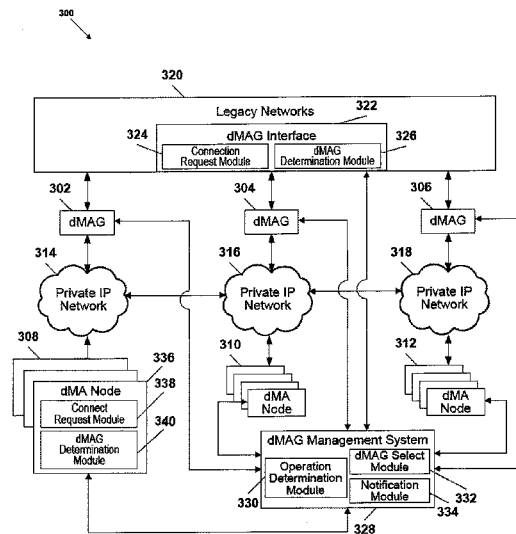 300
320
Legacy Networks
322
dMAG Interface
324
Connection
Request Module
dMAG
Determination Module
326
302
dMAG
304
dMAG
306
dMAG
314
Private IP
Network
316
Private IP
Network
318
Private IP
Network
308
336
dMA Node
338
Connect
Request Module
340
dMAG
Determination
Module
310
dMA
Node
312
dMA
Node
dMAG Management System
Operation
Determination
Module
330
dMAG Select
Module
332
Notification
Module
334
328